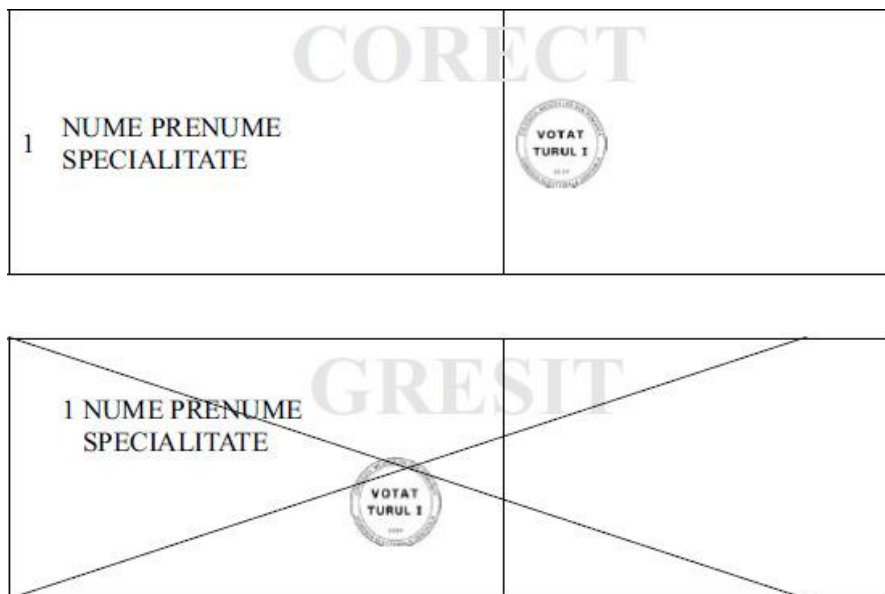 CORECT
1 NUME PRENUME
SPECIALITATE
VOTAT
TURUL I
GRESIT
1 NUME PRENUME
SPECIALITATE
VOTAT
TURUL I